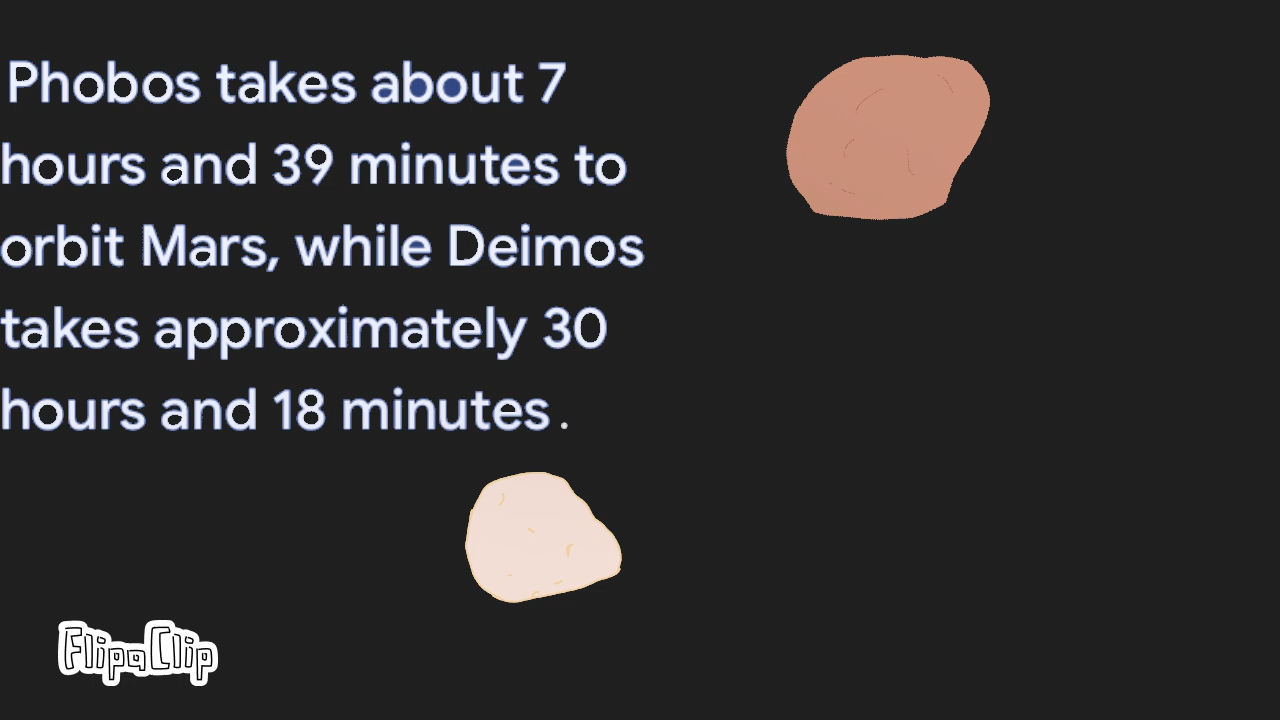 Phobos takes about 7
hours and 39 minutes to
orbit Mars, while Deimos
takes approximately 30
hours and 18 minutes .
FlipaClip